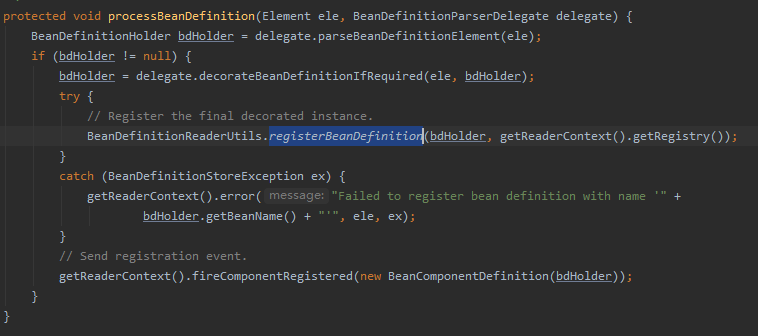 protected void processBeanDefinition(Element ele, BeanDefinitionParserDelegate delegate) {
    BeanDefinitionHolder bdHolder = delegate.parseBeanDefinitionElement(ele);
    if (bdHolder != null) {
        bdHolder = delegate.decorateBeanDefinitionIfRequired(ele, bdHolder);
        try {
            // Register the final decorated instance.
            BeanDefinitionReaderUtils.registerBeanDefinition(bdHolder, getReaderContext().getRegistry());
        }
        catch (BeanDefinitionStoreException ex) {
            getReaderContext().error( message: "Failed to register bean definition with name '" +
                    bdHolder.getBeanName() + "'", ele, ex);
        }
        // Send registration event.
        getReaderContext().fireComponentRegistered(new BeanComponentDefinition(bdHolder));
    }
}